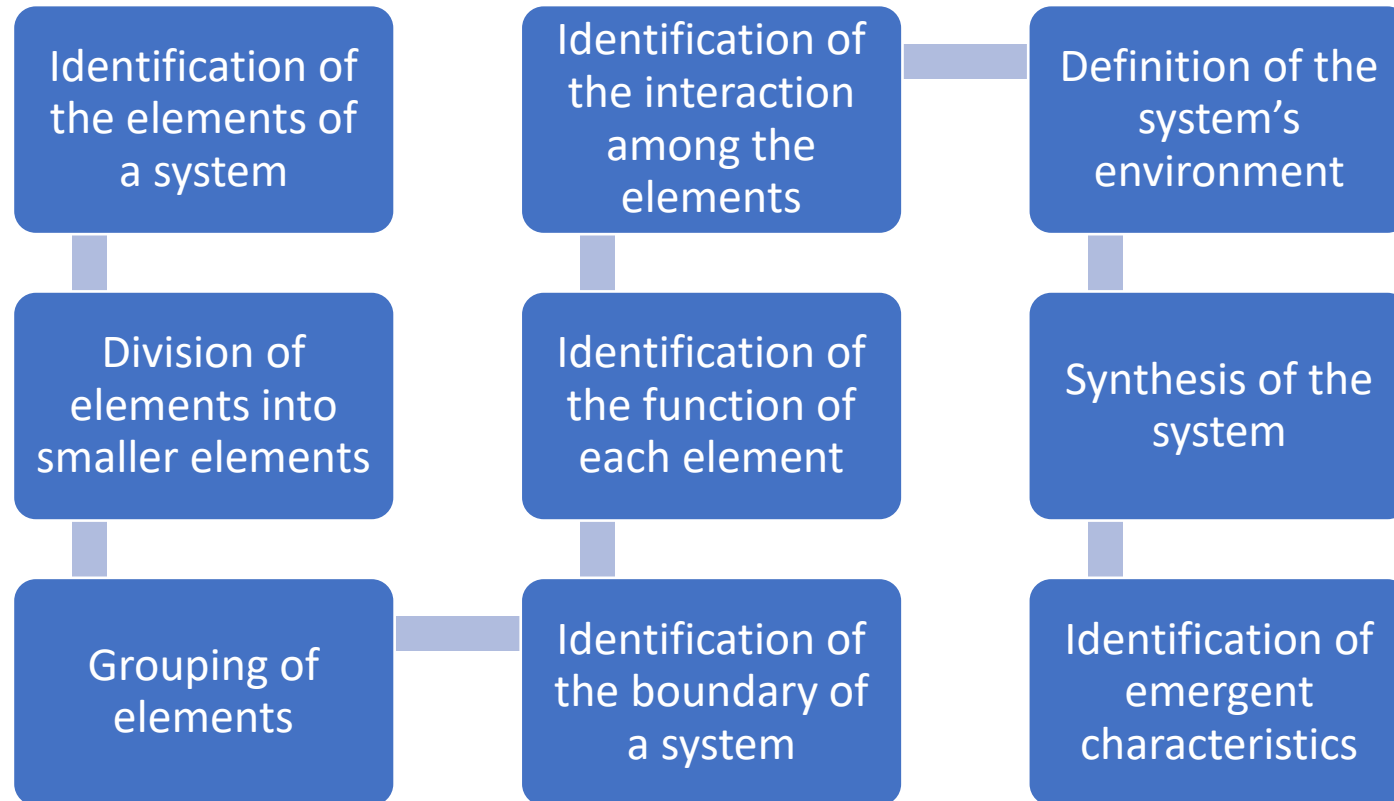 Identification of
the elements of
a system
Division of
elements into
smaller elements
Grouping of
elements
Identification of
the boundary of
a system
Identification of
the function of
each element
Identification of
the interaction
among the
elements
Definition of the
system’s
environment
Synthesis of the
system
Identification of
emergent
characteristics